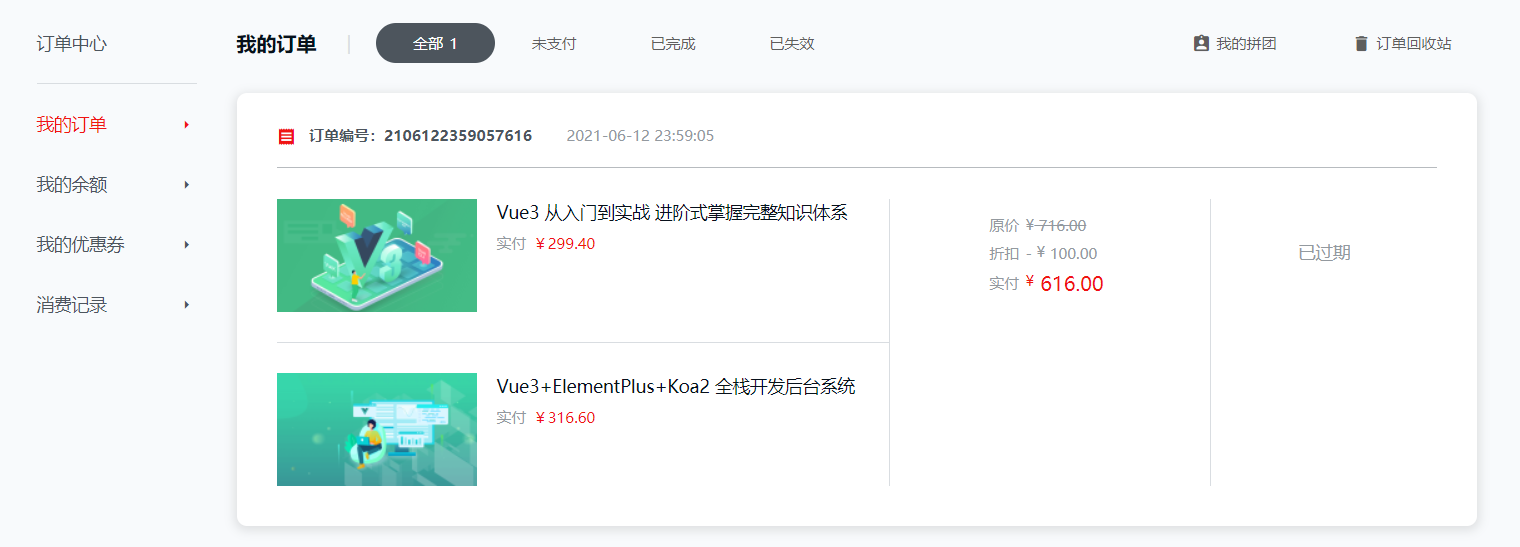 订单中心
我的订单
我的余额
我的优惠券
消费记录
我的订单 全部 1 未支付 已完成 已失效 我的拼团 订单回收站
订单编号：2106122359057616 2021-06-12 23:59:05
Vue3 从入门到实战 进阶式掌握完整知识体系
实付 ¥299.40
Vue3+ElementPlus+Koa2 全栈开发后台系统
实付 ¥316.60
原价 ¥716.00
折扣 - ¥ 100.00
实付 ¥ 616.00
已过期